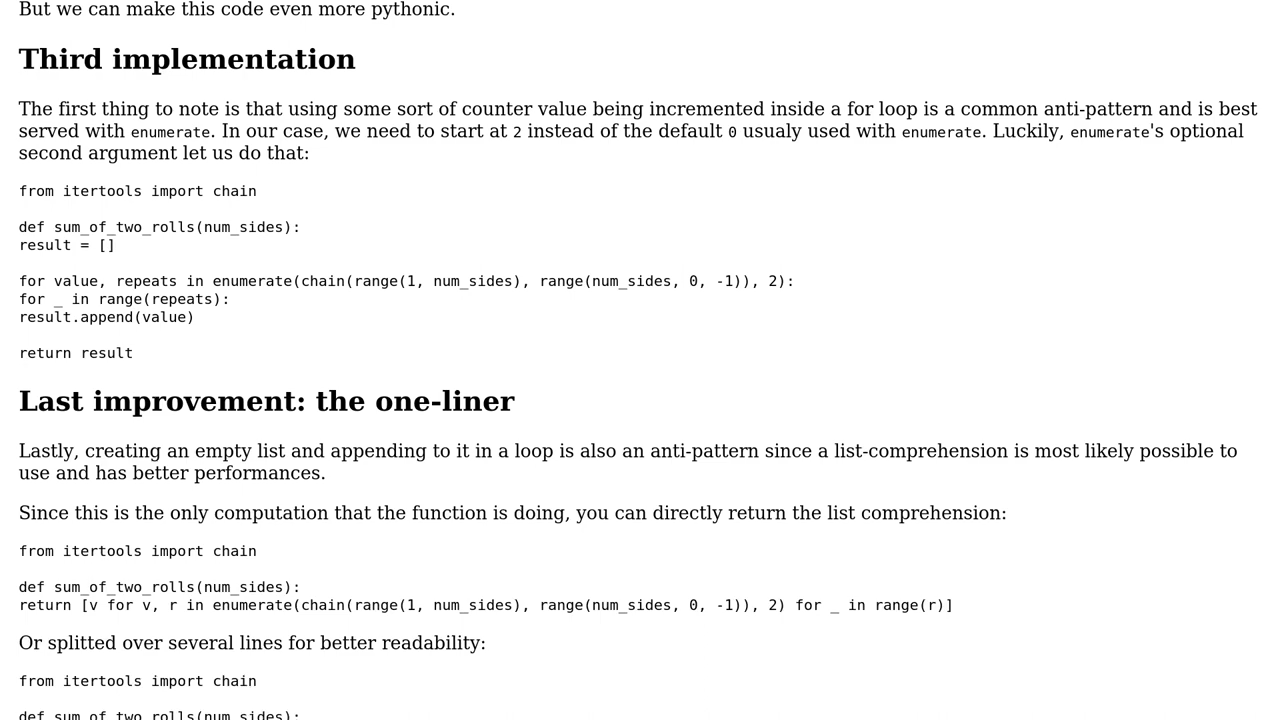 But we can make this code even more pythonic.
Third implementation
The first thing to note is that using some sort of counter value being incremented inside a for loop is a common anti-pattern and is best
served with enumerate. In our case, we need to start at 2 instead of the default 0 usualy used with enumerate. Luckily, enumerate's optional
second argument let us do that:
from itertools import chain
def sum_of_two_rolls(num_sides):
result = []
for value, repeats in enumerate(chain(range(1, num_sides), range(num_sides, 0, -1)), 2):
for _ in range(repeats):
result.append(value)
return result
Last improvement: the one-liner
Lastly, creating an empty list and appending to it in a loop is also an anti-pattern since a list-comprehension is most likely possible to
use and has better performances.
Since this is the only computation that the function is doing, you can directly return the list comprehension:
from itertools import chain
def sum_of_two_rolls(num_sides):
return [v for v, r in enumerate(chain(range(1, num_sides), range(num_sides, 0, -1)), 2) for _ in range(r)]
Or splitted over several lines for better readability:
from itertools import chain
def sum_of_two_rolls(num_sides):